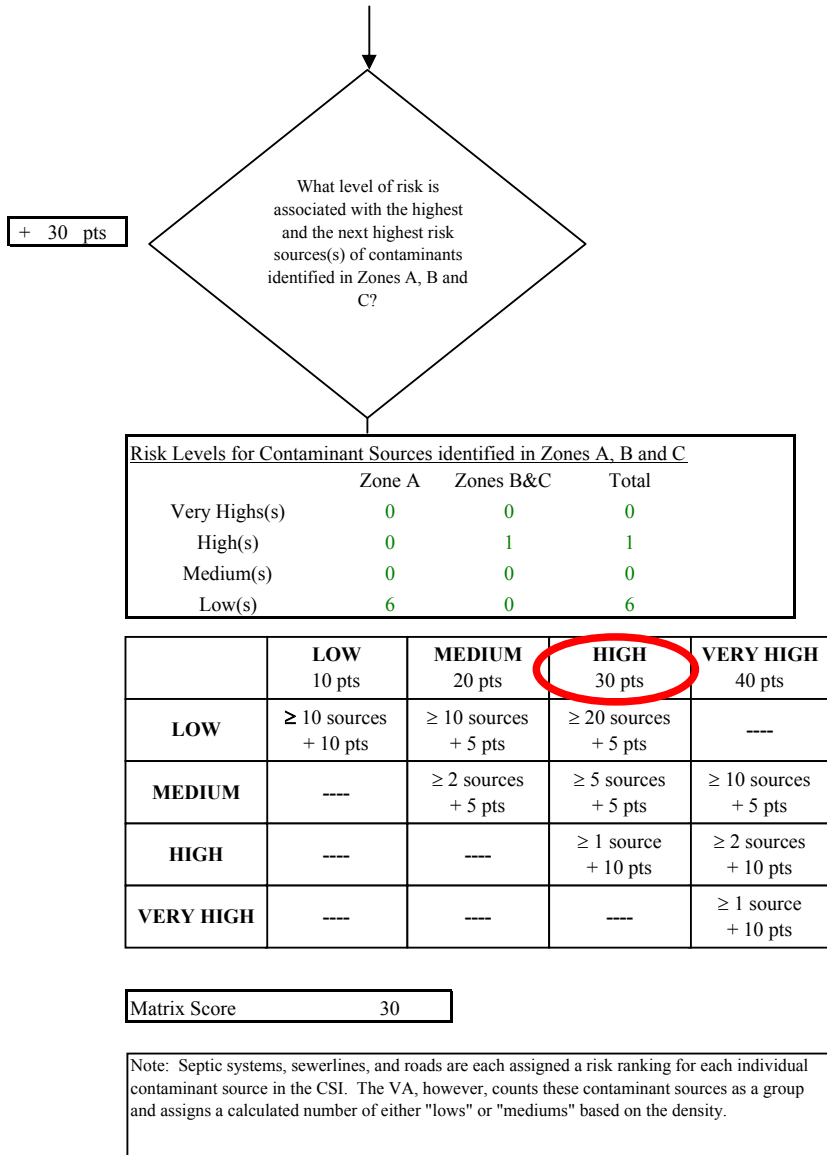 What level of risk is
associated with the highest
and the next highest risk
sources(s) of contaminants
identified in Zones A, B and
C?
+ 30 pts
Risk Levels for Contaminant Sources identified in Zones A, B and C
Zone A Zones B&C Total
Very Highs(s) 0 0 0
High(s) 0 1 1
Medium(s) 0 0 0
Low(s) 6 0 6
LOW MEDIUM HIGH VERY HIGH
10 pts 20 pts 30 pts 40 pts
LOW ≥ 10 sources ≥ 10 sources ≥ 20 sources ----
+ 10 pts + 5 pts + 5 pts
MEDIUM ---- ≥ 2 sources ≥ 5 sources ≥ 10 sources
+ 5 pts + 5 pts + 5 pts
HIGH ---- ---- ≥ 1 source ≥ 2 sources
+ 10 pts + 10 pts
VERY HIGH ---- ---- ---- ≥ 1 source
+ 10 pts
Matrix Score 30
Note: Septic systems, sewerlines, and roads are each assigned a risk ranking for each individual
contaminant source in the CSI. The VA, however, counts these contaminant sources as a group
and assigns a calculated number of either "lows" or "mediums" based on the density.